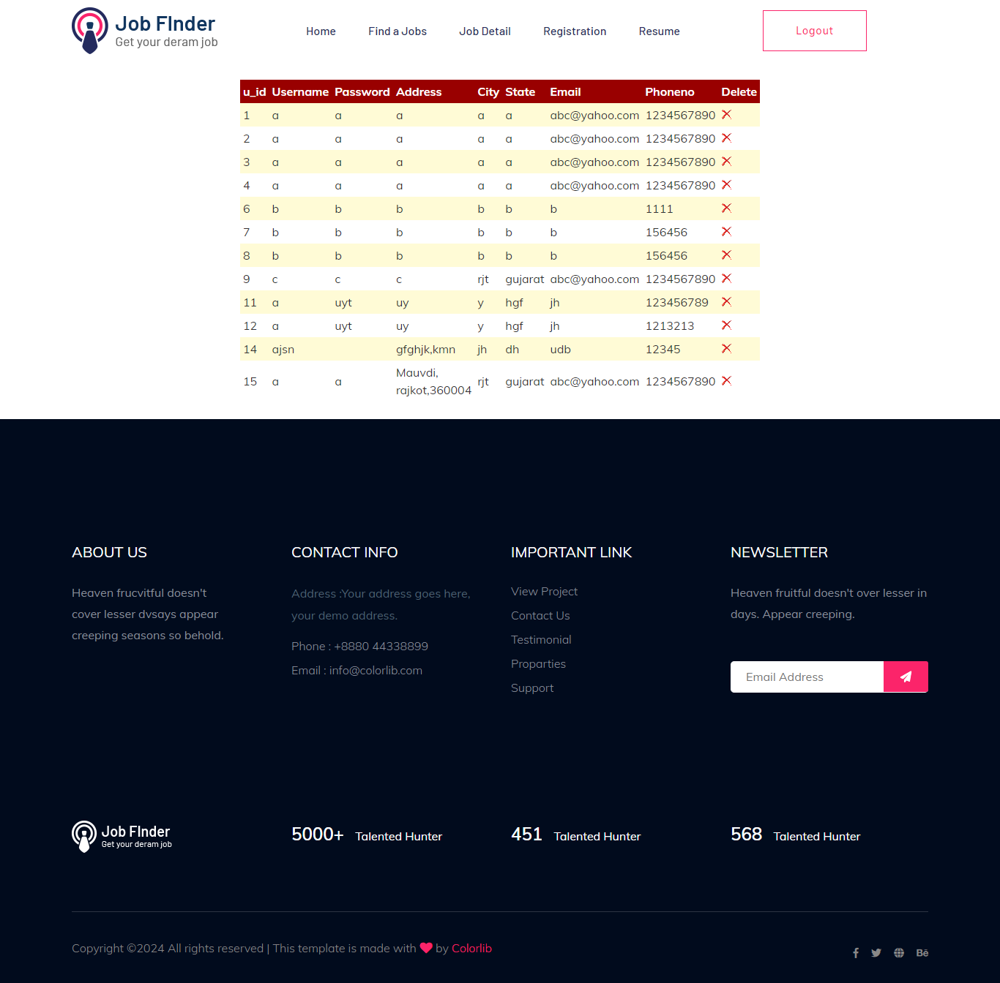 Job FInder
Get your deram job
Home Find a Jobs Job Detail Registration Resume Logout
u_id Username Password Address City State Email Phoneno Delete
1 a a a a a abc@yahoo.com 1234567890
2 a a a a a abc@yahoo.com 1234567890
3 a a a a a abc@yahoo.com 1234567890
4 a a a a a abc@yahoo.com 1234567890
6 b b b b b b 1111
7 b b b b b b 156456
8 b b b b b b 156456
9 c c c rjt gujarat abc@yahoo.com 1234567890
11 a uyt uy y hgf jh 123456789
12 a uyt uy y hgf jh 1213213
14 ajsn gfghjk,kmn jh dh udb 12345
15 a a Mauvdi, rajkot,360004 rjt gujarat abc@yahoo.com 1234567890
ABOUT US
Heaven frucvitful doesn't
cover lesser dvsays appear
creeping seasons so behold.
CONTACT INFO
Address :Your address goes here,
your demo address.
Phone : +8880 44338899
Email : info@colorlib.com
IMPORTANT LINK
View Project
Contact Us
Testimonial
Proparties
Support
NEWSLETTER
Heaven fruitful doesn't over lesser in
days. Appear creeping.
Email Address
Job FInder
Get your deram job
5000+ Talented Hunter
451 Talented Hunter
568 Talented Hunter
Copyright ©2024 All rights reserved | This template is made with by Colorlib